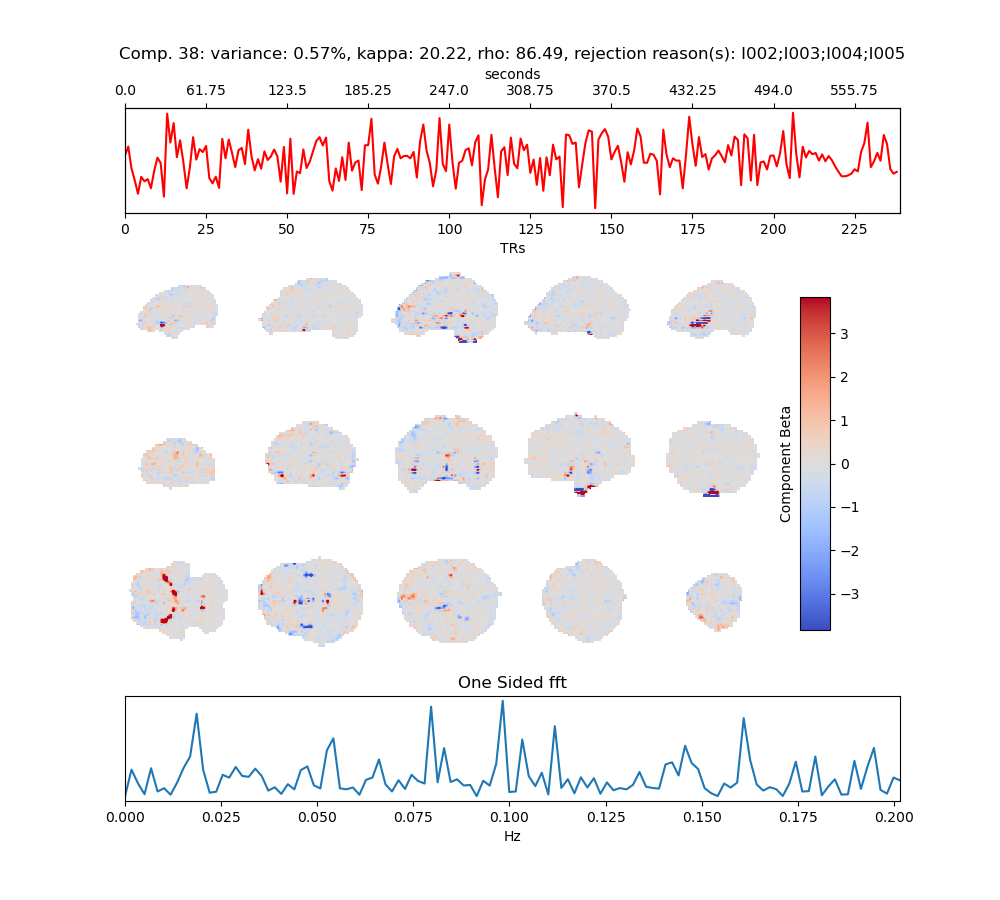 Comp. 38: variance: 0.57%, kappa: 20.22, rho: 86.49, rejection reason(s): I002;I003;I004;I005
seconds
0.0 61.75 123.5 185.25 247.0 308.75 370.5 432.25 494.0 555.75
0 25 50 75 100 125 150 175 200 225
TRs
3
2
1
0
−1
−2
−3
Component Beta
One Sided fft
0.000 0.025 0.050 0.075 0.100 0.125 0.150 0.175 0.200
Hz